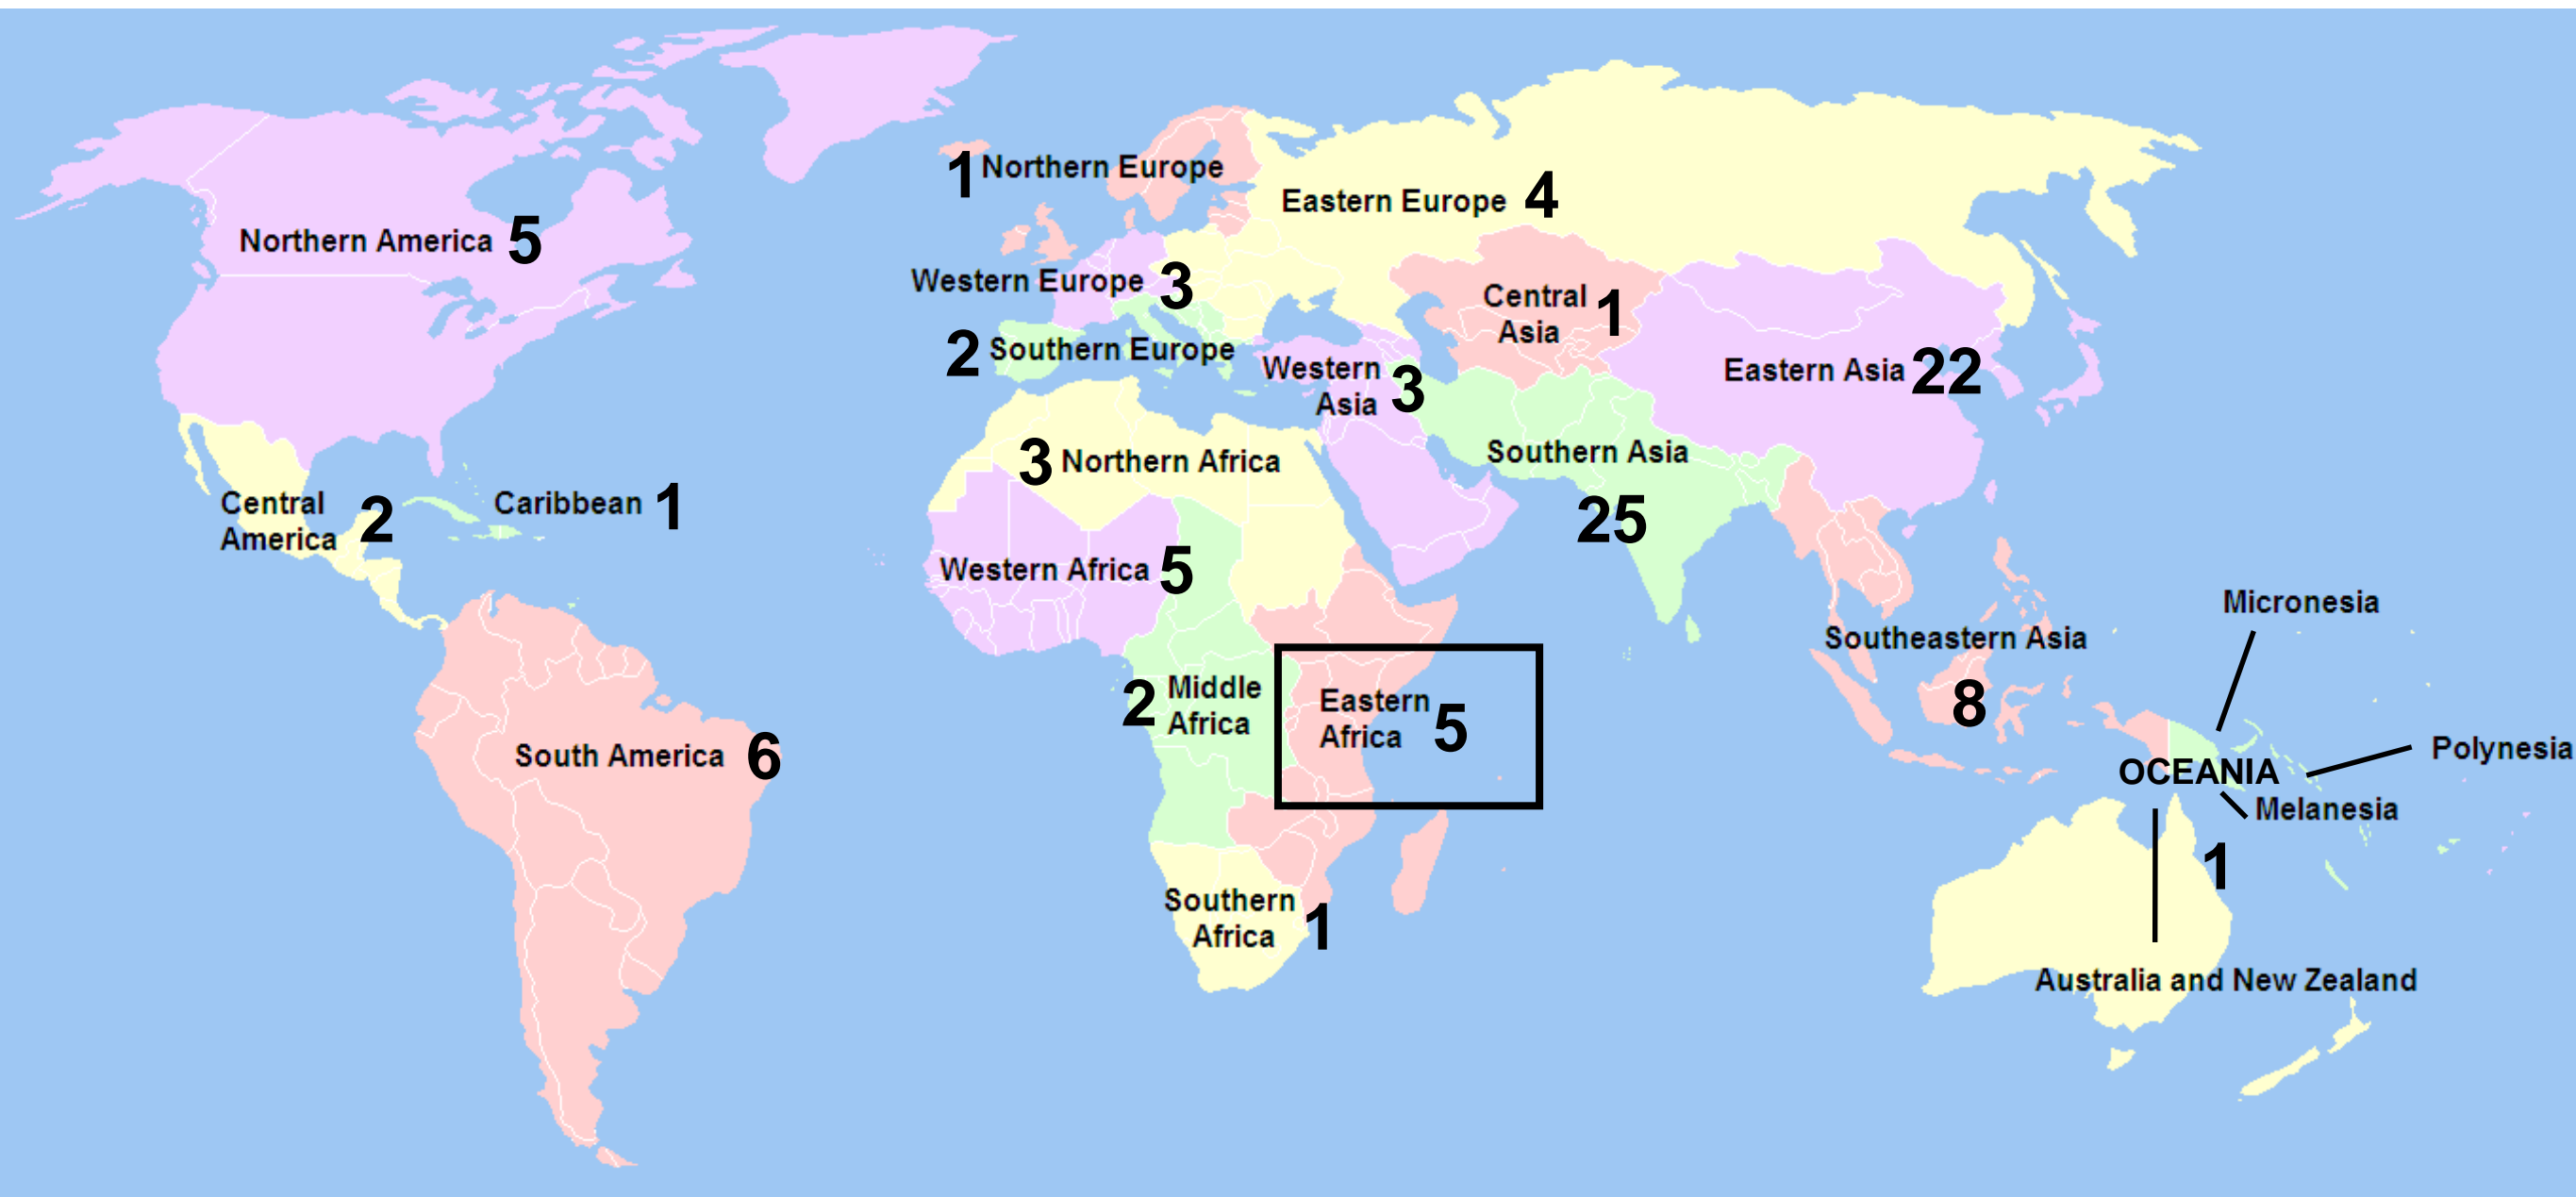 1 Northern Europe
Eastern Europe 4
Northern America 5
Western Europe 3
Central
Asia 1
2 Southern Europe
Western
Asia 3
Eastern Asia 22
3 Northern Africa
Southern Asia
25
Central
America 2
Caribbean 1
Western Africa 5
Micronesia
Southeastern Asia
8
2 Middle
Africa
Eastern
Africa 5
South America 6
Polynesia
OCEANIA
Melanesia
1
Southern
Africa 1
Australia and New Zealand